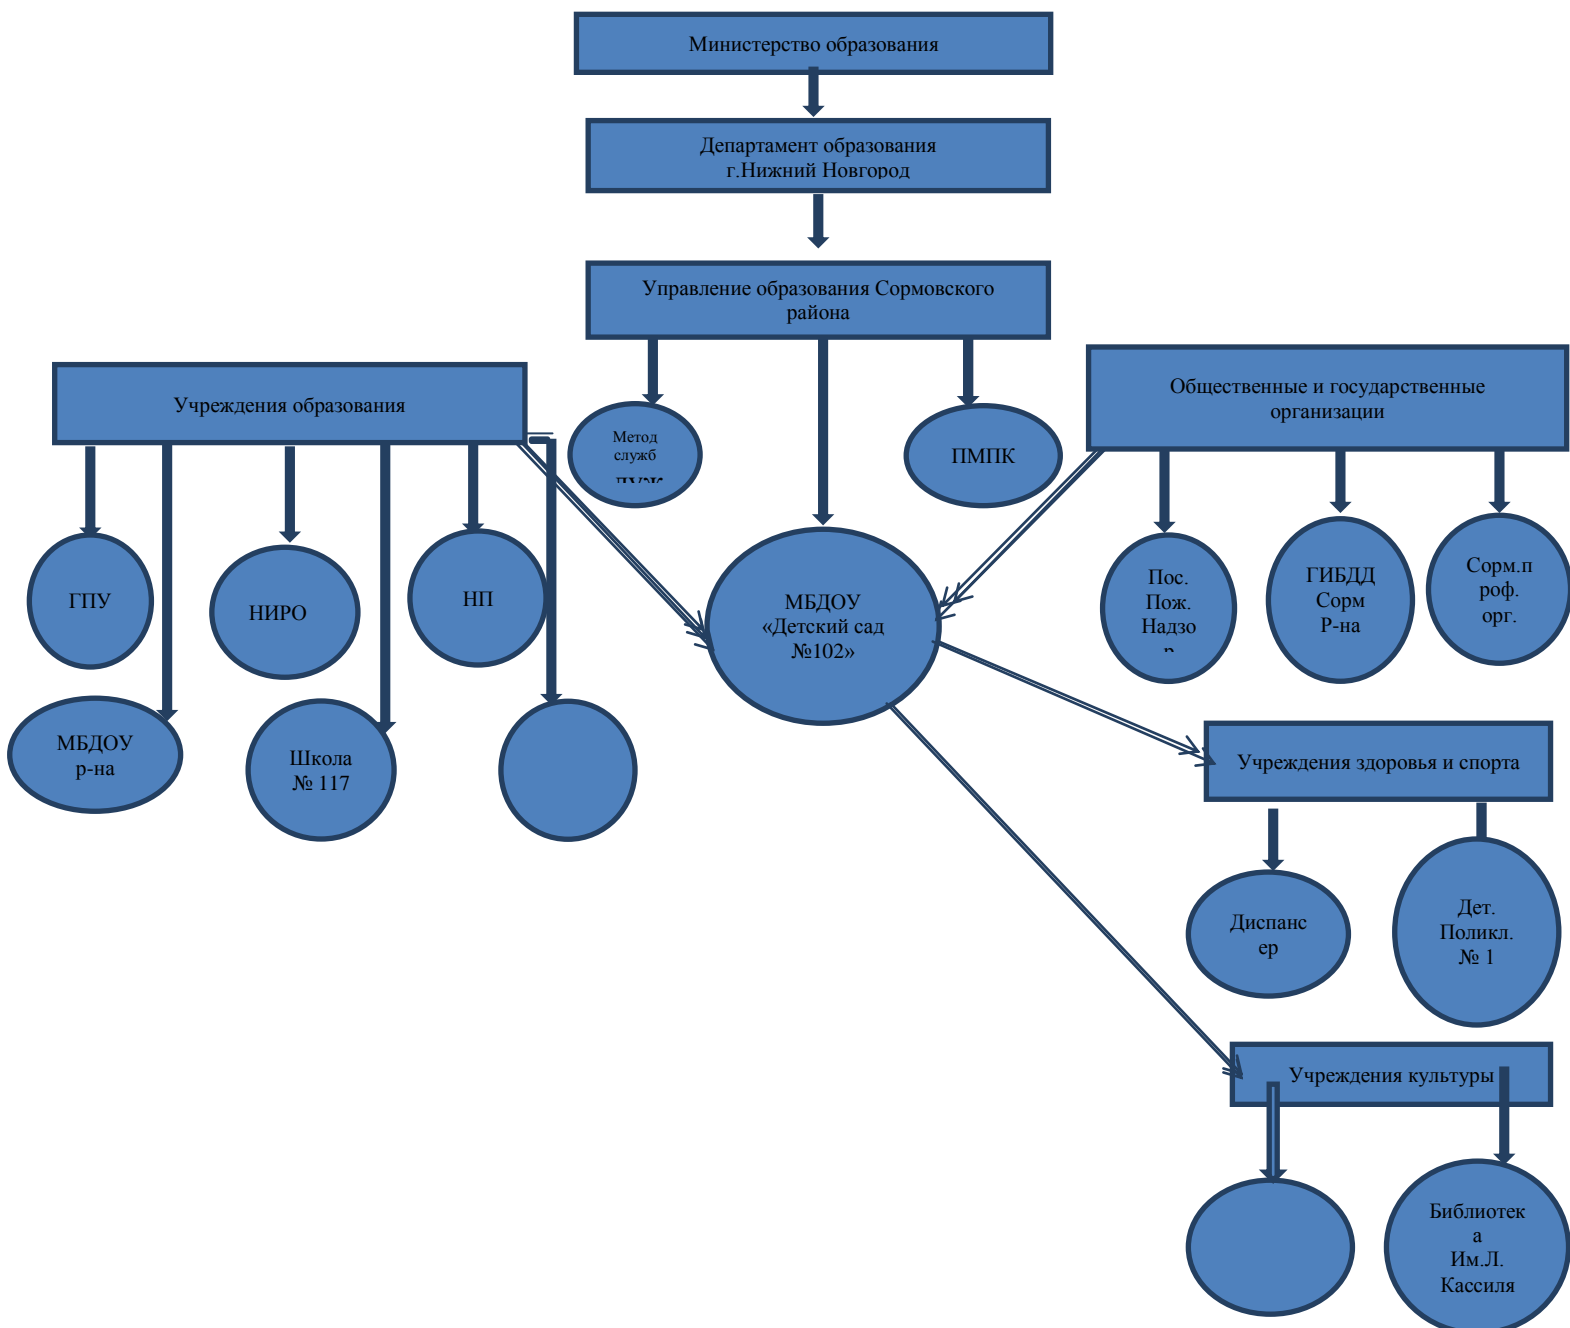 Министерство образования
Департамент образования
г.Нижний Новгород
Управление образования Сормовского
района
Учреждения образования
Общественные и государственные
организации
Метод
служб
ПМПК
ГПУ
НИРО
НП
МБДОУ
«Детский сад
№102»
Пос.
Пож.
Надзо
р
ГИБДД
Сорм
Р-на
Сорм.п
роф.
орг.
МБДОУ
р-на
Школа
№ 117
Учреждения здоровья и спорта
Диспанс
ер
Дет.
Поликл.
№ 1
Учреждения культуры
Библиотек
а
Им.Л.
Кассиля